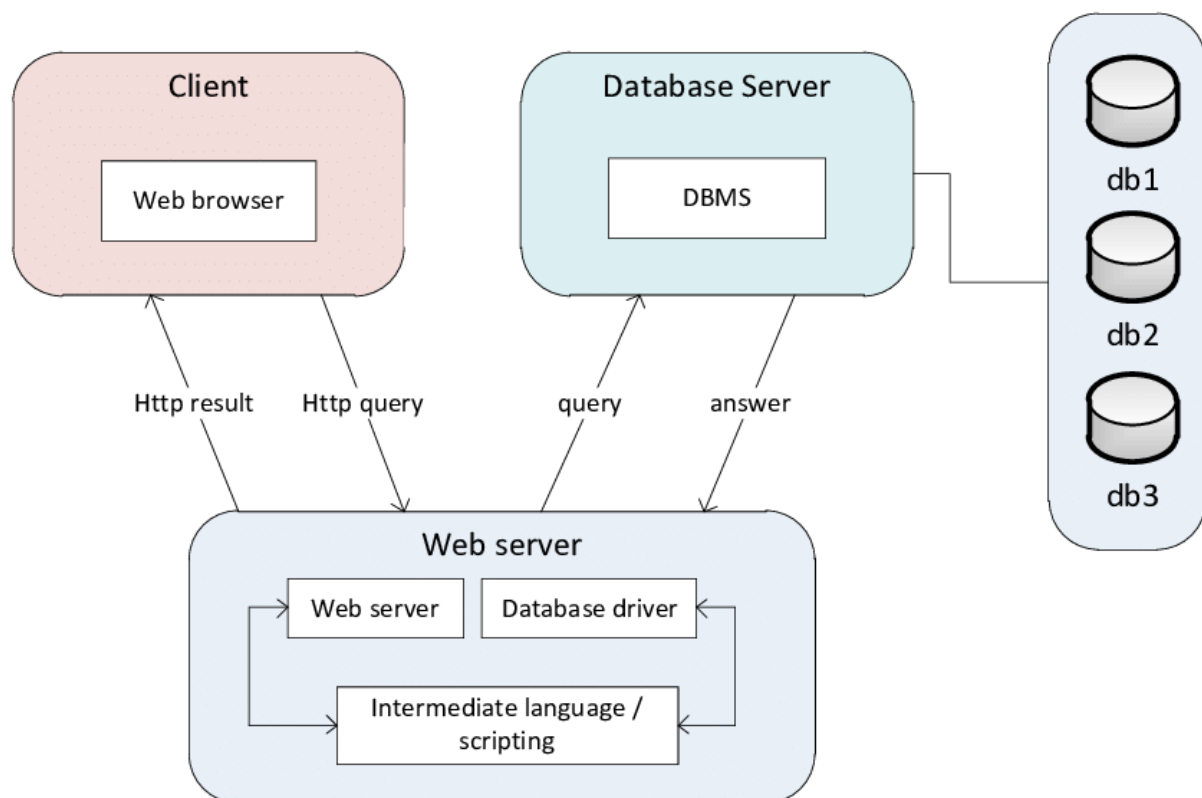 Client
Web browser
Database Server
DBMS
db1
db2
db3
Http result
Http query
query
answer
Web server
Web server
Database driver
Intermediate language /
scripting